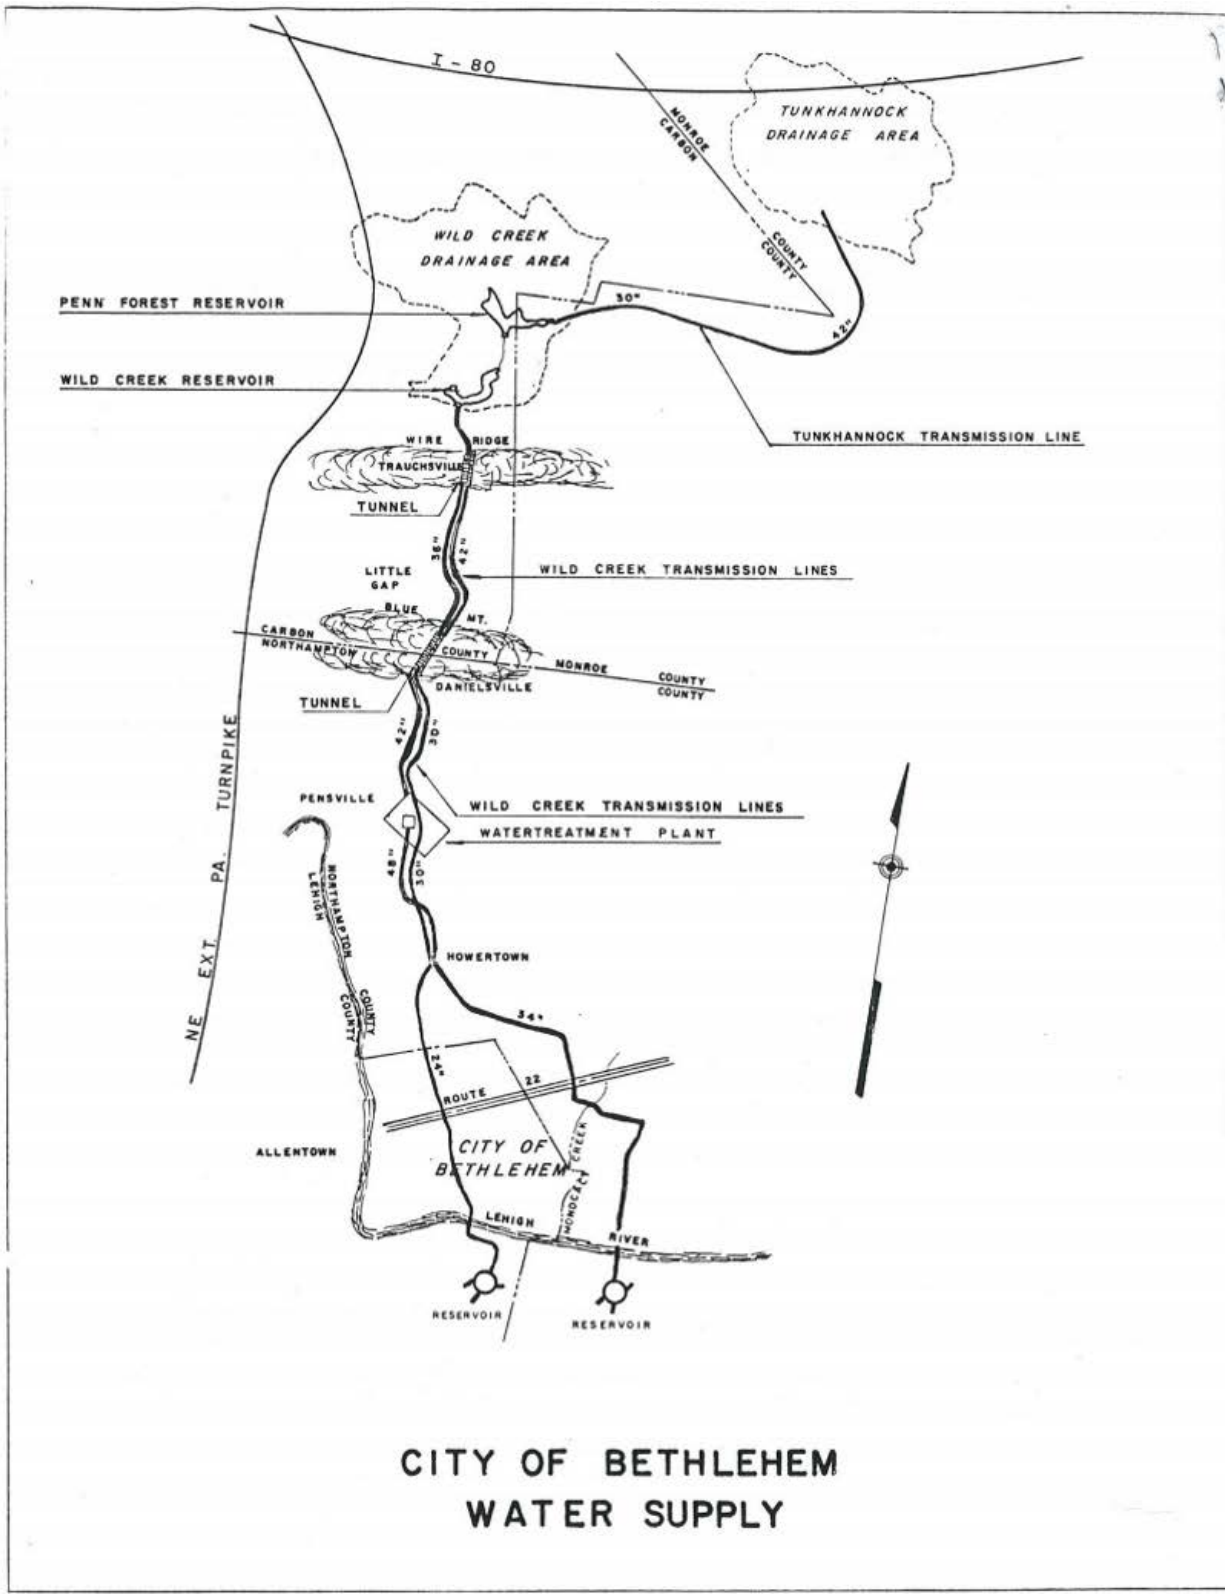 I-80
MONROE
CARBON
TUNKHANNOCK
DRAINAGE AREA
WILD CREEK
DRAINAGE AREA
COUNTY
COUNTY
PENN FOREST RESERVOIR
30"
42"
WILD CREEK RESERVOIR
TUNKHANNOCK TRANSMISSION LINE
WIRE RIDGE
TRAUCHSVILLE
TUNNEL
36"
42"
LITTLE
GAP
WILD CREEK TRANSMISSION LINES
BLUE MT.
CARBON
NORTHAMPTON
COUNTY
MONROE
COUNTY
COUNTY
DANIELSVILLE
TUNNEL
42"
30"
NE EXT. PA. TURNPIKE
PENSVILLE
WILD CREEK TRANSMISSION LINES
WATERTREATMENT PLANT
48"
30"
NORTHAMPTON
LEHIGH
COUNTY
COUNTY
HOWERTOWN
34"
24"
ROUTE 22
ALLENTOWN
CITY OF
BETHLEHEM
MONOCACY CREEK
LEHIGH RIVER
RESERVOIR
RESERVOIR
CITY OF BETHLEHEM
WATER SUPPLY